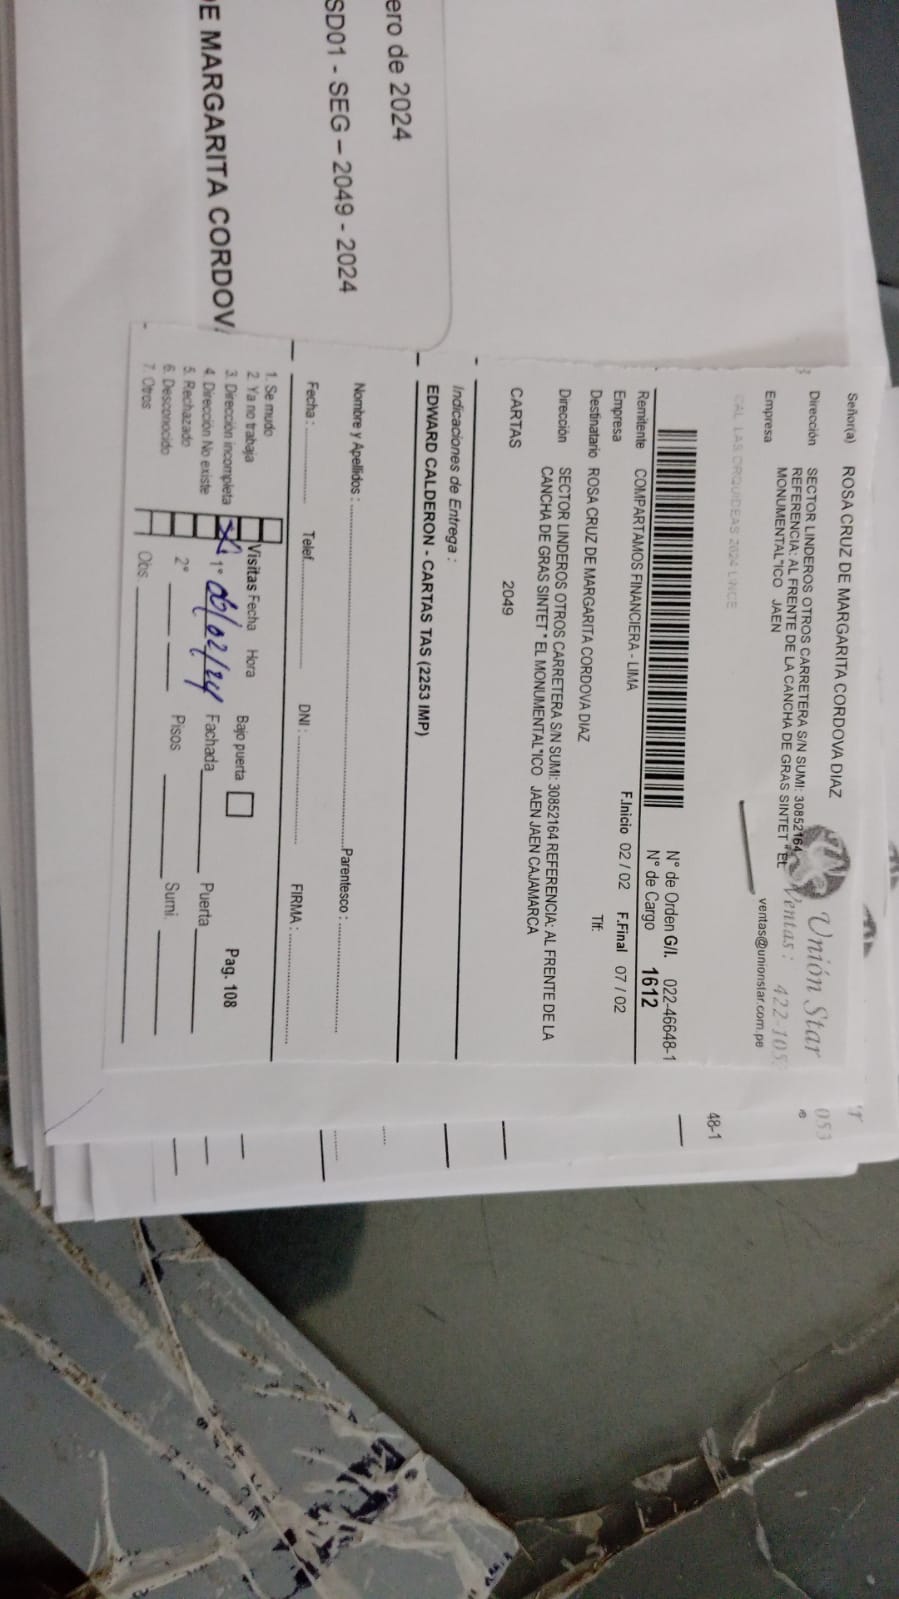 ero de 2024
SD01 - SEG – 2049 - 2024
DE MARGARITA CORDOV
Señor(a) ROSA CRUZ DE MARGARITA CORDOVA DIAZ
Dirección SECTOR LINDEROS OTROS CARRETERA S/N SUMI: 30852164
REFERENCIA: AL FRENTE DE LA CANCHA DE GRAS SINTET " EL
MONUMENTAL"ICO JAEN
Empresa
CAL LAS ORQUIDEAS 2624 LINCE
Unión Star
Ventas: 422-105
ventas@unionstar.com.pe
053
48-1
N° de Orden G/I. 022-46648-1
N° de Cargo 1612
Remitente COMPARTAMOS FINANCIERA - LIMA
Empresa F.Inicio 02 / 02 F.Final 07 / 02
Destinatario ROSA CRUZ DE MARGARITA CORDOVA DIAZ Tlf:
Dirección SECTOR LINDEROS OTROS CARRETERA S/N SUMI: 30852164 REFERENCIA: AL FRENTE DE LA
CANCHA DE GRAS SINTET " EL MONUMENTAL"ICO JAEN JAEN CAJAMARCA
CARTAS 2049
Indicaciones de Entrega :
EDWARD CALDERON - CARTAS TAS (2253 IMP)
Nombre y Apellidos : Parentesco :
Fecha : Telef. DNI : FIRMA :
1. Se mudo
2. Ya no trabaja
3. Dirección incompleta
4. Dirección No existe
5. Rechazado
6. Desconocido
7. Otros
Visitas Fecha Hora
1° 06/02/24
2°
Obs
Bajo puerta
Fachada Puerta
Pisos Sumi.
Pag. 108